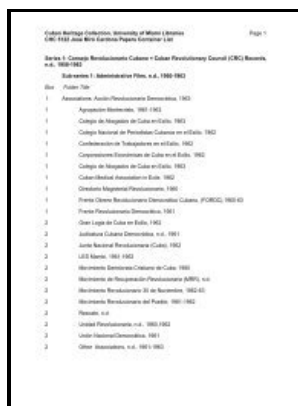 Cuban Heritage Collection, University of Miami Libraries Page 1
CHC 5132 José Miró Cardona Papers Container List
Series 1: Consejo Revolucionario Cubano = Cuban Revolutionary Council (CRC) Records,
n.d., 1960-1963
Sub-series 1: Administrative Files, n.d., 1960-1963
Box Folder Title
1 Associations: Acción Revolucionaria Democrática, 1963
1 Agrupación Montecristi, 1961-1963
1 Colegio de Abogados de Cuba en Exilio, 1963
1 Colegio Nacional de Periodistas Cubanos en el Exilio, 1962
1 Confederación de Trabajadores en el Exilio, 1962
1 Corporaciones Económicas de Cuba en el Exilio, 1962
1 Colegio de Abogados de Cuba en el Exilio, 1963
1 Cuban Medical Association in Exile, 1962
1 Directorio Magisterial Revolucionario, 1960
1 Frente Obrero Revolucionario Democrático Cubano, (FORDC), 1960-63
1 Frente Revolucionario Democrático, 1961
2 Gran Logia de Cuba en Exilio, 1962
2 Judicatura Cubana Democrática, n.d., 1961
2 Junta Nacional Revolucionaria (Cuba), 1962
2 1961-1962
2 Movimiento Demócrata Cristiano de Cuba, 1960
2 Movimiento de Recuperación Revolucionaria (MRR), n.d.
2 Movimiento Revolucionario 30 de Noviembre, 1962-63
2 Movimiento Revolucionario del Pueblo, 1961-1962
2 Rescate, n.d.
2 Unidad Revolucionaria, n.d., 1960,1962
2 Unión Nacional Democrática, 1961
2 Other Associations, n.d., 1961-1963